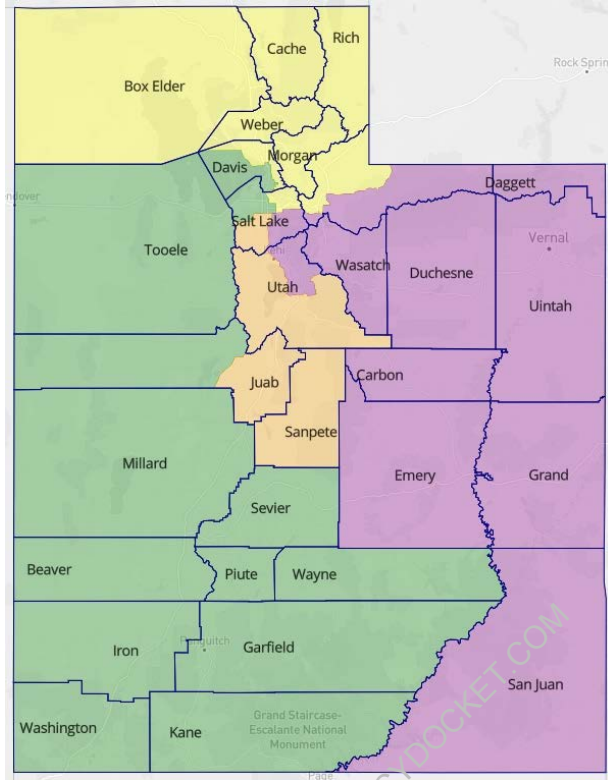 Rich
Cache
Rock Sprin
Box Elder
Weber
Morgan
Davis
Daggett
ndover
Salt Lake
Vernal
Tooele
Wasatch
Duchesne
Utah
Uintah
Juab
Carbon
Sanpete
Millard
Emery
Grand
Sevier
Beaver
Piute
Wayne
Iron
Garfield
San Juan
Washington
Kane
Grand Staircase-
Escalante National
Monument
Page
YDOCKET.COM